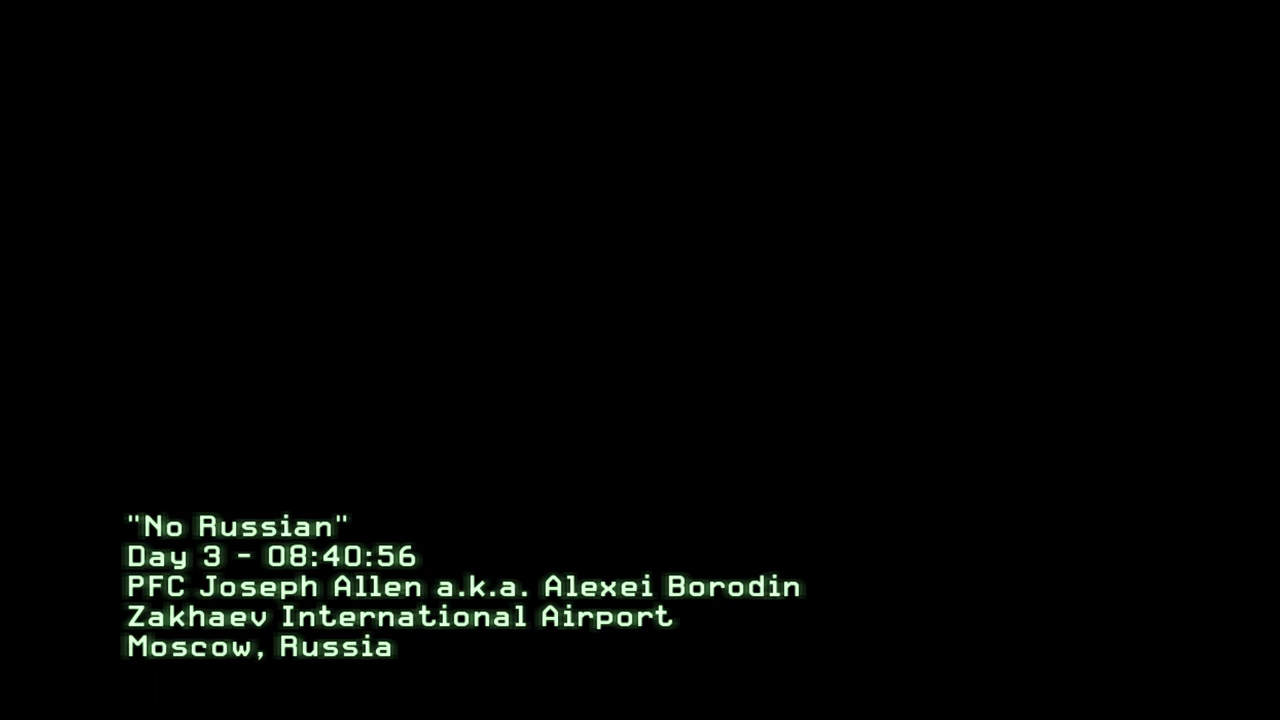 "No Russian"
Day 3 - 08:40:56
PFC Joseph Allen a.k.a. Alexei Borodin
Zakhaev International Airport
Moscow, Russia